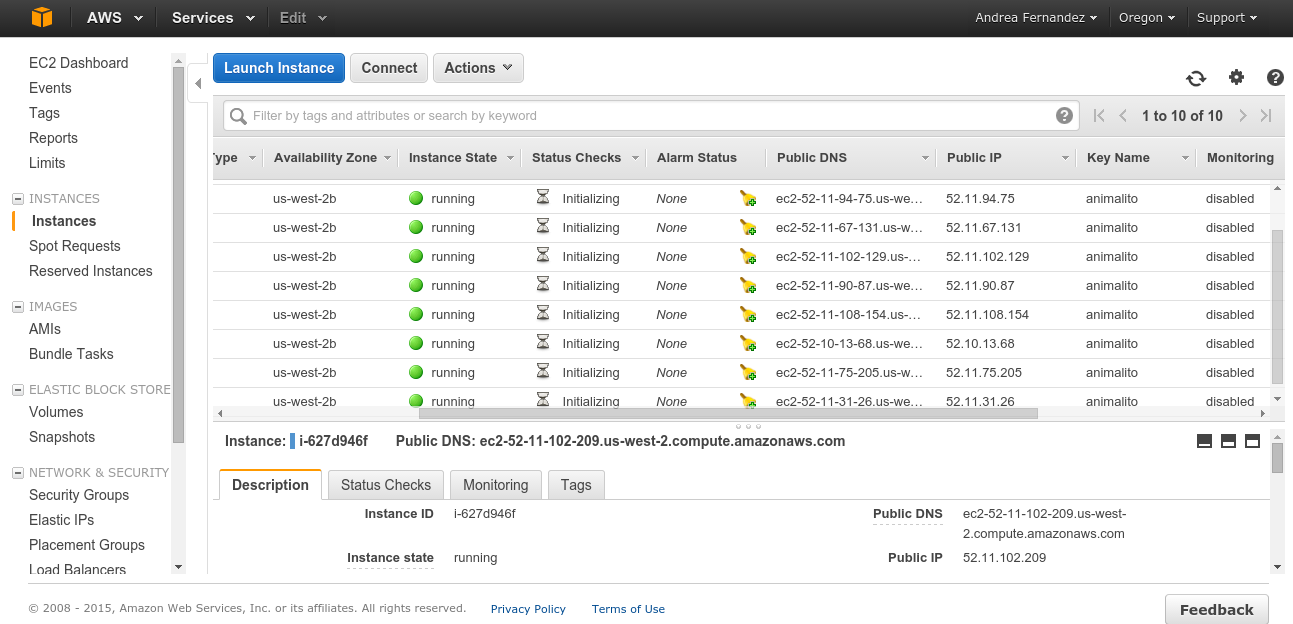 AWS Services Edit Andrea Fernandez Oregon Support
EC2 Dashboard
Events
Tags
Reports
Limits
INSTANCES
Instances
Spot Requests
Reserved Instances
IMAGES
AMIs
Bundle Tasks
ELASTIC BLOCK STORE
Volumes
Snapshots
NETWORK & SECURITY
Security Groups
Elastic IPs
Placement Groups
Load Balancers
Launch Instance Connect Actions
Filter by tags and attributes or search by keyword 1 to 10 of 10
Type Availability Zone Instance State Status Checks Alarm Status Public DNS Public IP Key Name Monitoring
us-west-2b running Initializing None ec2-52-11-94-75.us-we... 52.11.94.75 animalito disabled
us-west-2b running Initializing None ec2-52-11-67-131.us-w... 52.11.67.131 animalito disabled
us-west-2b running Initializing None ec2-52-11-102-129.us-... 52.11.102.129 animalito disabled
us-west-2b running Initializing None ec2-52-11-90-87.us-we... 52.11.90.87 animalito disabled
us-west-2b running Initializing None ec2-52-11-108-154.us-... 52.11.108.154 animalito disabled
us-west-2b running Initializing None ec2-52-10-13-68.us-we... 52.10.13.68 animalito disabled
us-west-2b running Initializing None ec2-52-11-75-205.us-w... 52.11.75.205 animalito disabled
us-west-2b running Initializing None ec2-52-11-31-26.us-we... 52.11.31.26 animalito disabled
Instance: i-627d946f Public DNS: ec2-52-11-102-209.us-west-2.compute.amazonaws.com
Description Status Checks Monitoring Tags
Instance ID i-627d946f Public DNS ec2-52-11-102-209.us-west-
2.compute.amazonaws.com
Instance state running Public IP 52.11.102.209
© 2008 - 2015, Amazon Web Services, Inc. or its affiliates. All rights reserved. Privacy Policy Terms of Use Feedback